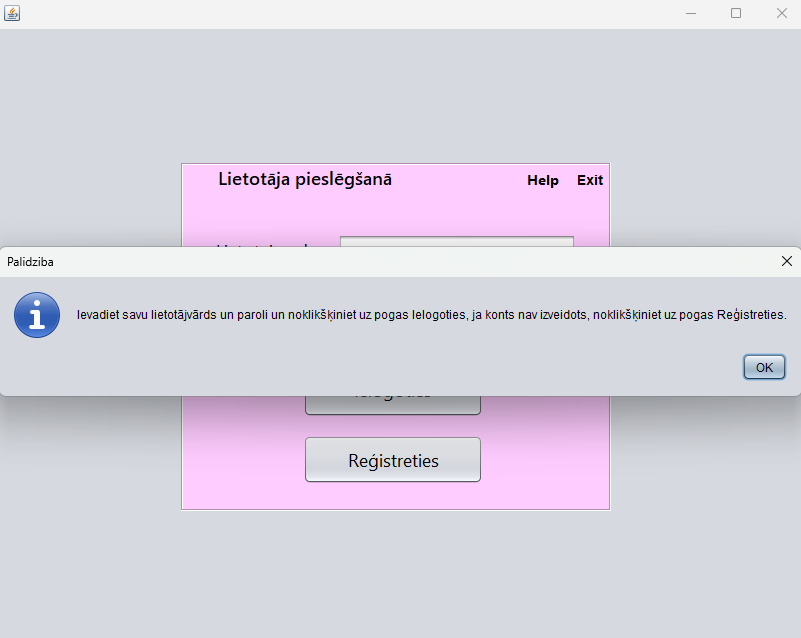 Lietotāja pieslēgšanā
Help
Exit
Palidziba
Ievadiet savu lietotājvārds un paroli un noklikšķiniet uz pogas Ielogoties, ja konts nav izveidots, noklikšķiniet uz pogas Reģistreties.
OK
Reģistreties